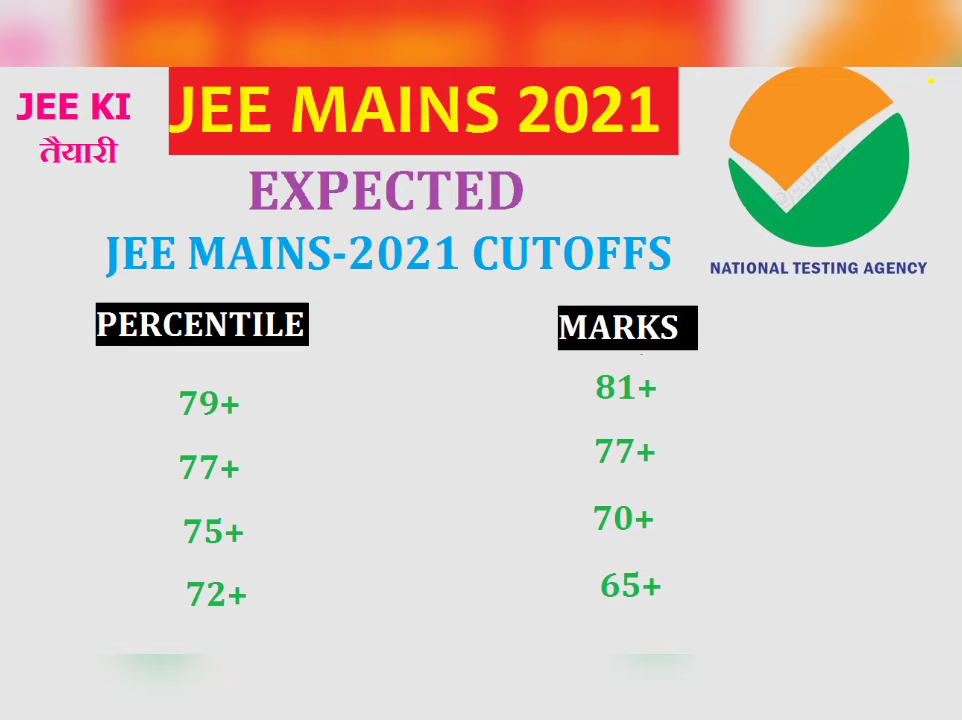 JEE KI
तैयारी
JEE MAINS 2021
EXPECTED
JEE MAINS-2021 CUTOFFS
NATIONAL TESTING AGENCY
PERCENTILE MARKS
79+ 81+
77+ 77+
75+ 70+
72+ 65+